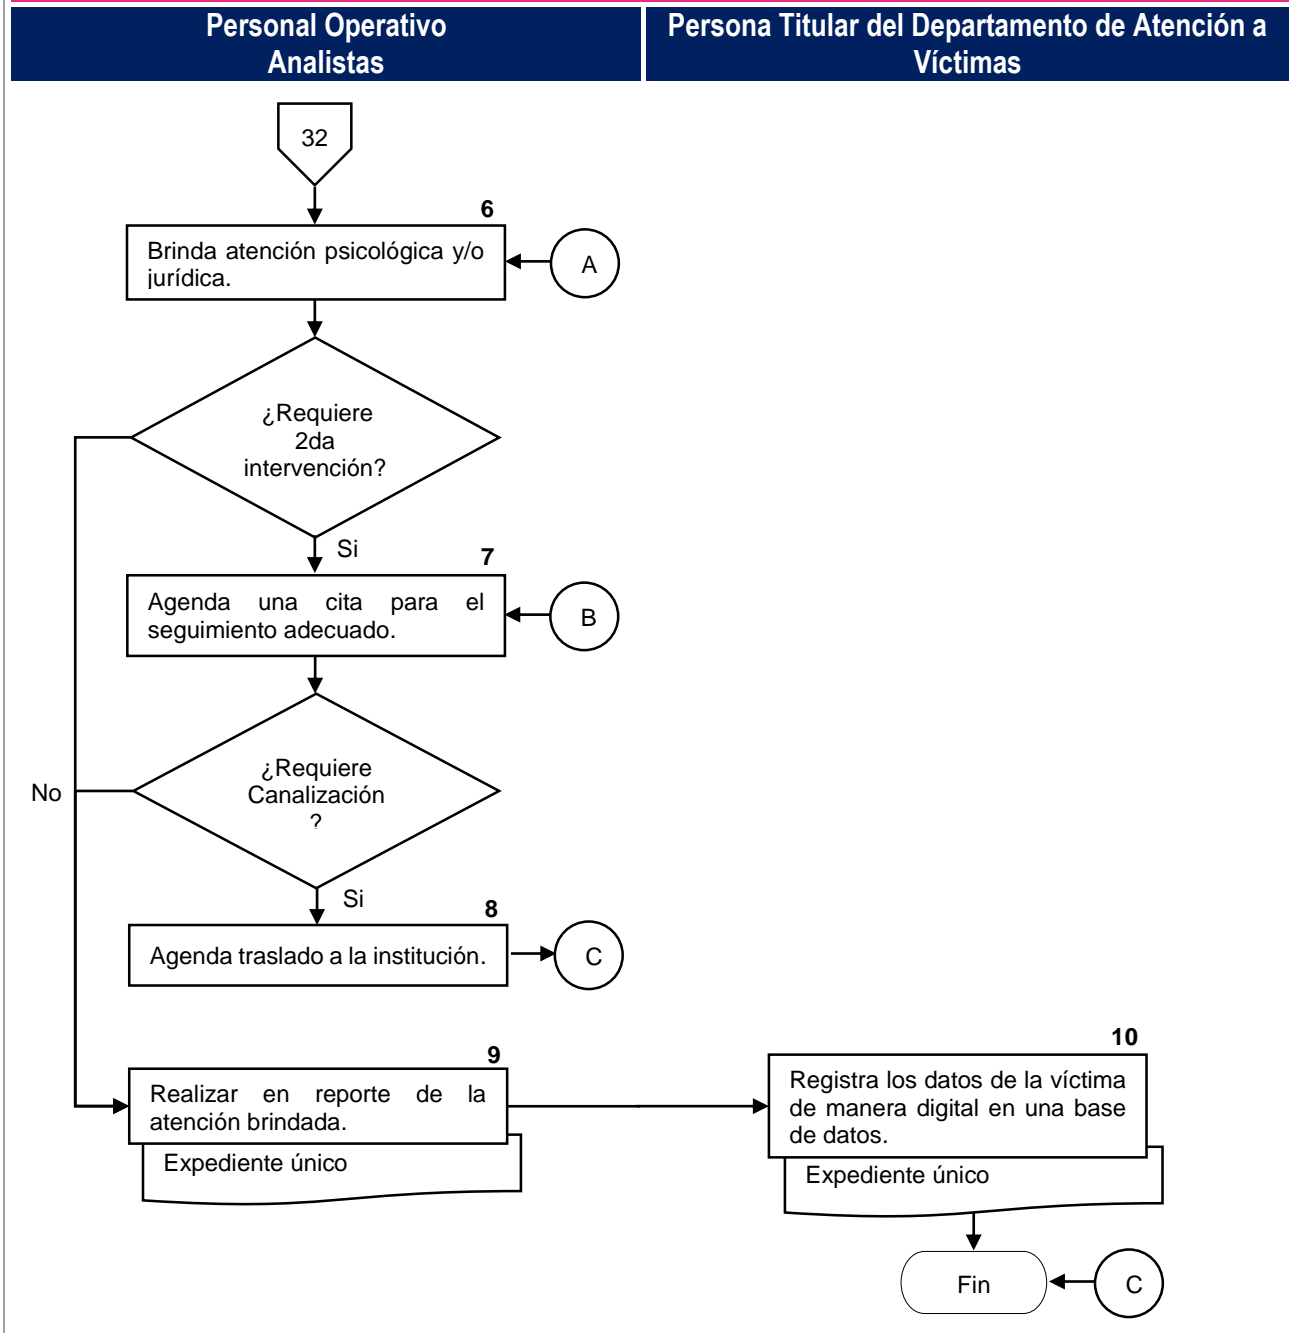 Personal Operativo
Analistas
Persona Titular del Departamento de Atención a
Víctimas
32
6
Brinda atención psicológica y/o
jurídica.
A
¿Requiere
2da
intervención?
Si
7
Agenda una cita para el
seguimiento adecuado.
B
¿Requiere
Canalización
?
No
Si
8
Agenda traslado a la institución.
C
9
Realizar en reporte de la
atención brindada.
Expediente único
10
Registra los datos de la víctima
de manera digital en una base
de datos.
Expediente único
Fin
C